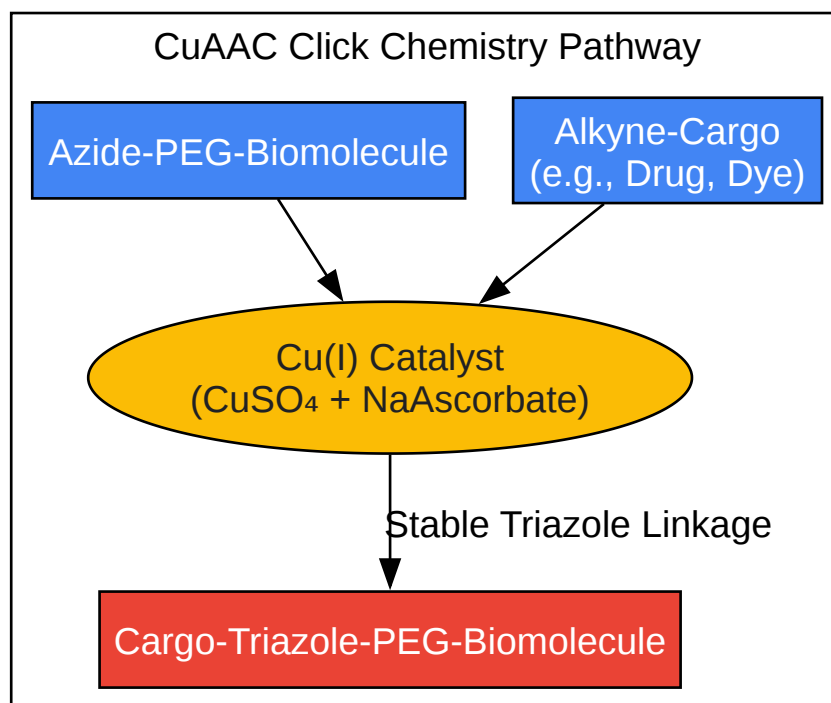 CuAAC Click Chemistry Pathway
Azide-PEG-Biomolecule
Alkyne-Cargo
(e.g., Drug, Dye)
Cu(I) Catalyst
(CuSO₄ + NaAscorbate)
Stable Triazole Linkage
Cargo-Triazole-PEG-Biomolecule